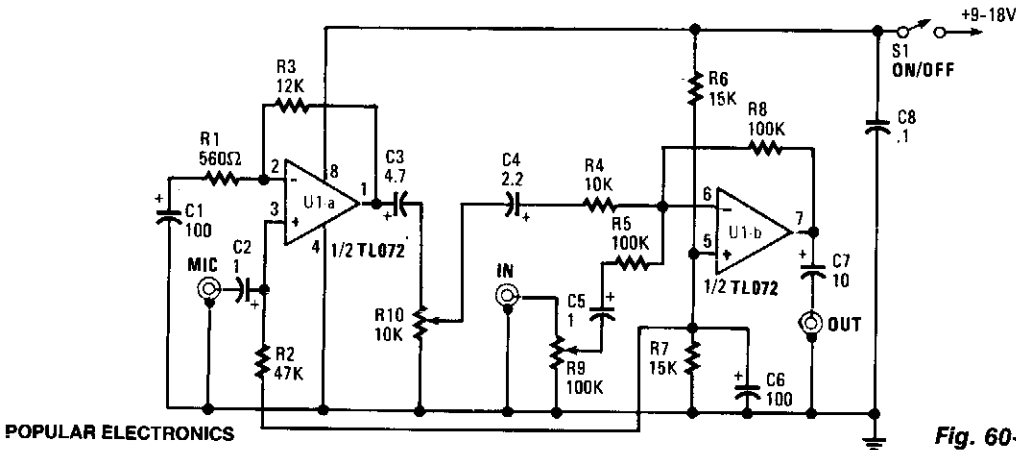 +9-18V
S1
ON/OFF
R3
12K
R6
15K
R8
100K
C8
.1
R1
560Ω
C3
4.7
C4
2.2
R4
10K
2
-
8
1
U1-a
3
+
4
1/2 TL072
6
-
7
U1-b
5
+
1/2 TL072
R5
100K
+
C1
100
MIC
C2
1
+
+
+
IN
C5
1
+
+
C7
10
OUT
R10
10K
R2
47K
R9
100K
R7
15K
+
C6
100
POPULAR ELECTRONICS
Fig. 60-